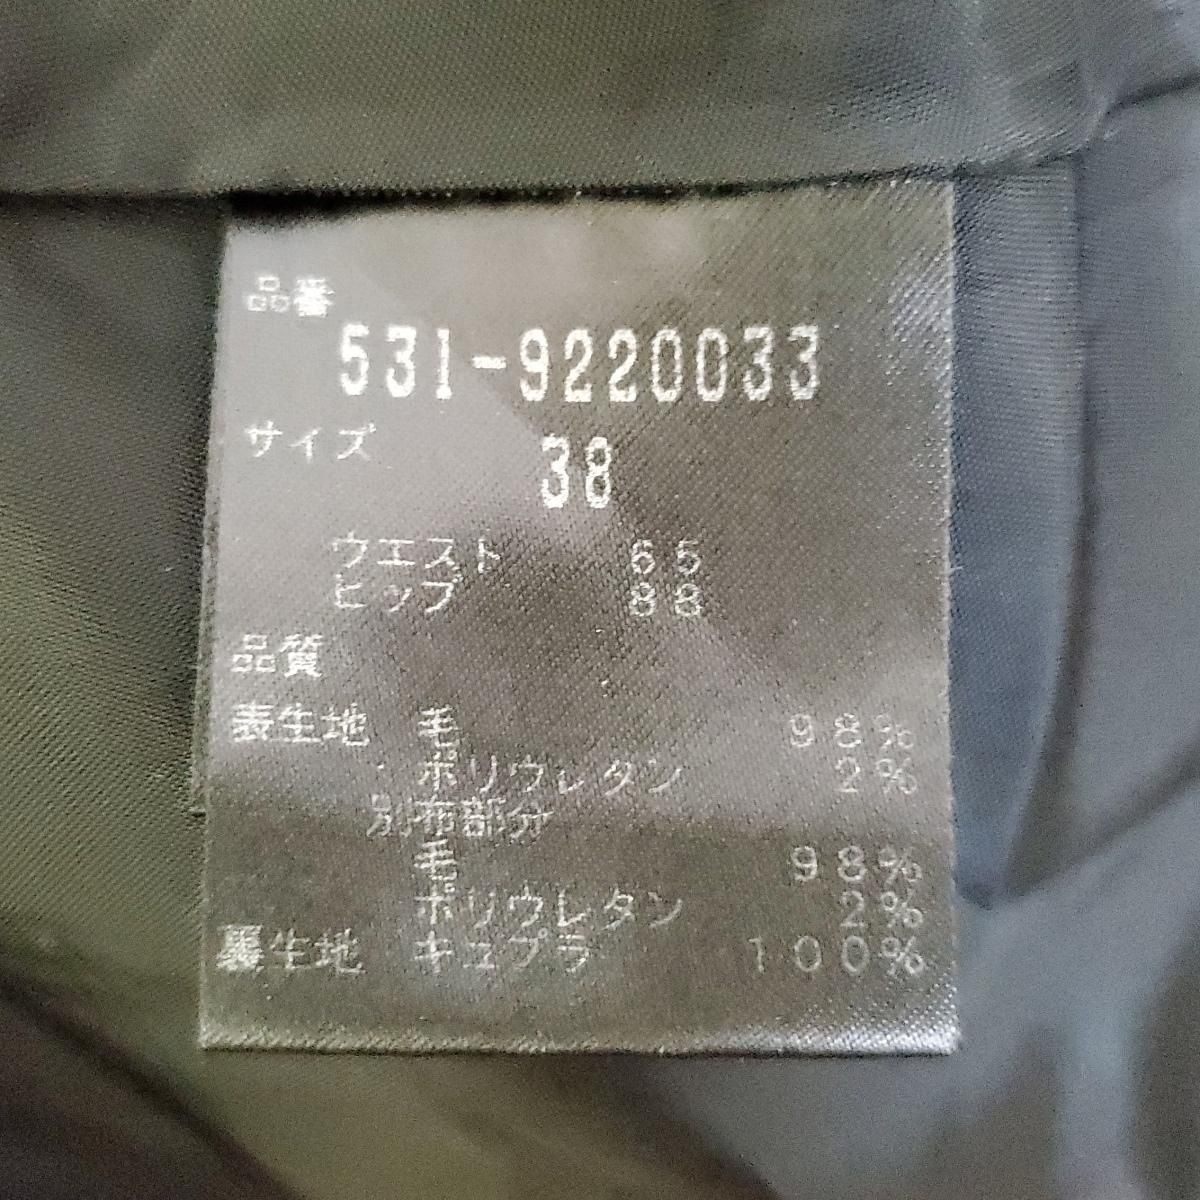 品番
531-9220033
サイズ 38
ウエスト 65
ヒップ 88
品質
表生地 毛 98%
ポリウレタン 2%
別布部分
毛 98%
ポリウレタン 2%
裏生地 キュプラ 100%